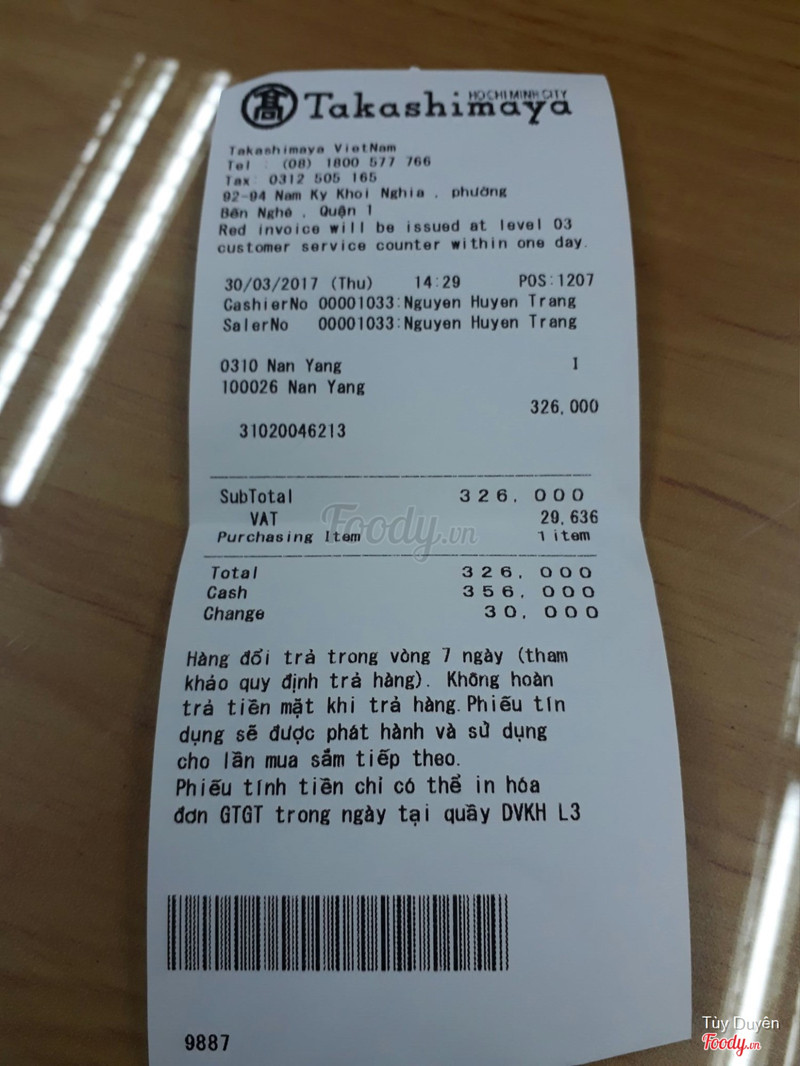 高 Takashimaya
HO CHI MINH CITY
Takashimaya VietNam
Tel : (08) 1800 577 766
Tax: 0312 505 165
92-94 Nam Ky Khoi Nghia , phường
Bến Nghé , Quận 1
Red invoice will be issued at level 03
customer service counter within one day.
30/03/2017 (Thu) 14:29 POS:1207
CashierNo 00001033:Nguyen Huyen Trang
SalerNo 00001033:Nguyen Huyen Trang
0310 Nan Yang I
100026 Nan Yang
326,000
31020046213
SubTotal 326,000
VAT 29,636
Purchasing Item 1 item
Foody.vn
Total 326,000
Cash 356,000
Change 30,000
Hàng đổi trả trong vòng 7 ngày (tham
khảo quy định trả hàng). Không hoàn
trả tiền mặt khi trả hàng.Phiếu tín
dụng sẽ được phát hành và sử dụng
cho lần mua sắm tiếp theo.
Phiếu tính tiền chỉ có thể in hóa
đơn GTGT trong ngày tại quầy DVKH L3
9887
Tùy Duyên
Foody.vn